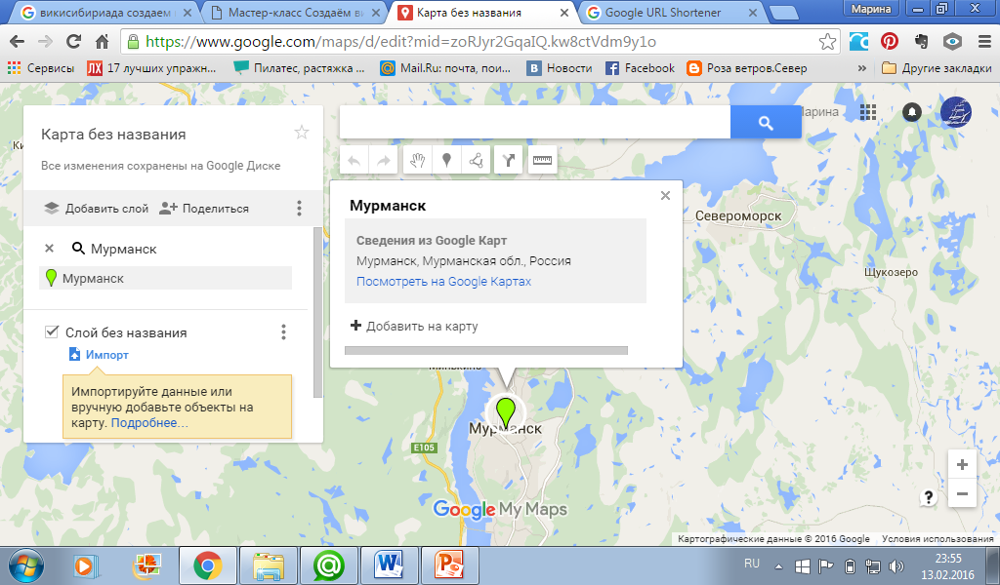 викисибириада создаем
Мастер-класс Создаём ви
Карта без названия
Google URL Shortener
Марина
https://www.google.com/maps/d/edit?mid=zoRJyr2GqaIQ.kw8ctVdm9y1o
Сервисы
17 лучших упражн...
Пилатес, растяжка ...
Mail.Ru: почта, пои...
Новости
Facebook
Роза ветров.Север
»
Другие закладки
Карта без названия
Все изменения сохранены на Google Диске
Добавить слой
Поделиться
Мурманск
Мурманск
Слой без названия
Импорт
Импортируйте данные или
вручную добавьте объекты на
карту. Подробнее...
арина
Мурманск
Сведения из Google Карт
Мурманск, Мурманская обл., Россия
Посмотреть на Google Картах
Добавить на карту
Североморск
Щукозеро
Мурманск
E105
Google My Maps
+
−
?
Картографические данные © 2016 Google
Условия использования
RU
23:55
13.02.2016